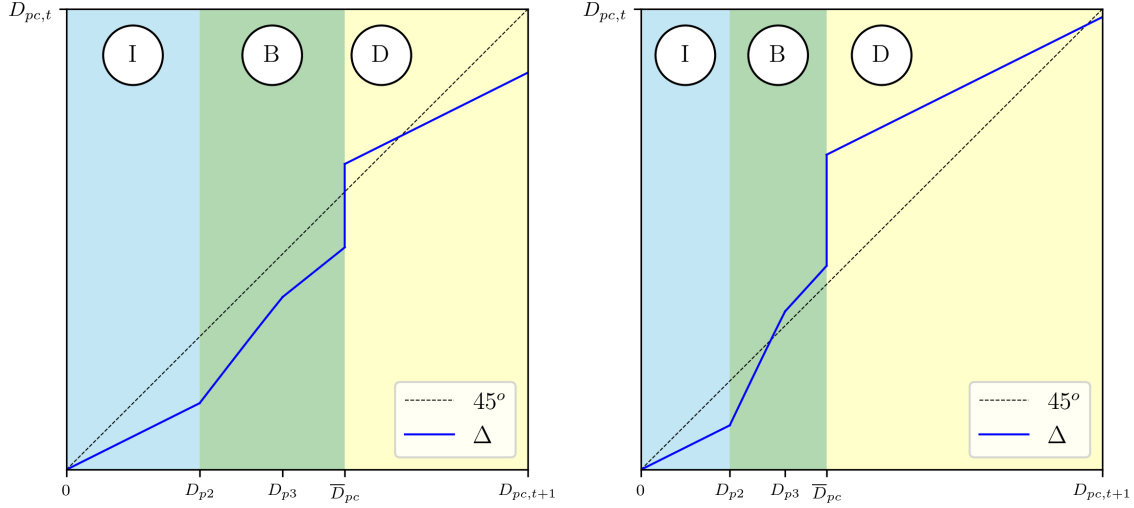 D_{pc,t}
I
B
D
45^o
Δ
0
D_{p2}
D_{p3}
\overline{D}_{pc}
D_{pc,t+1}
D_{pc,t}
I
B
D
45^o
Δ
0
D_{p2}
D_{p3}
\overline{D}_{pc}
D_{pc,t+1}